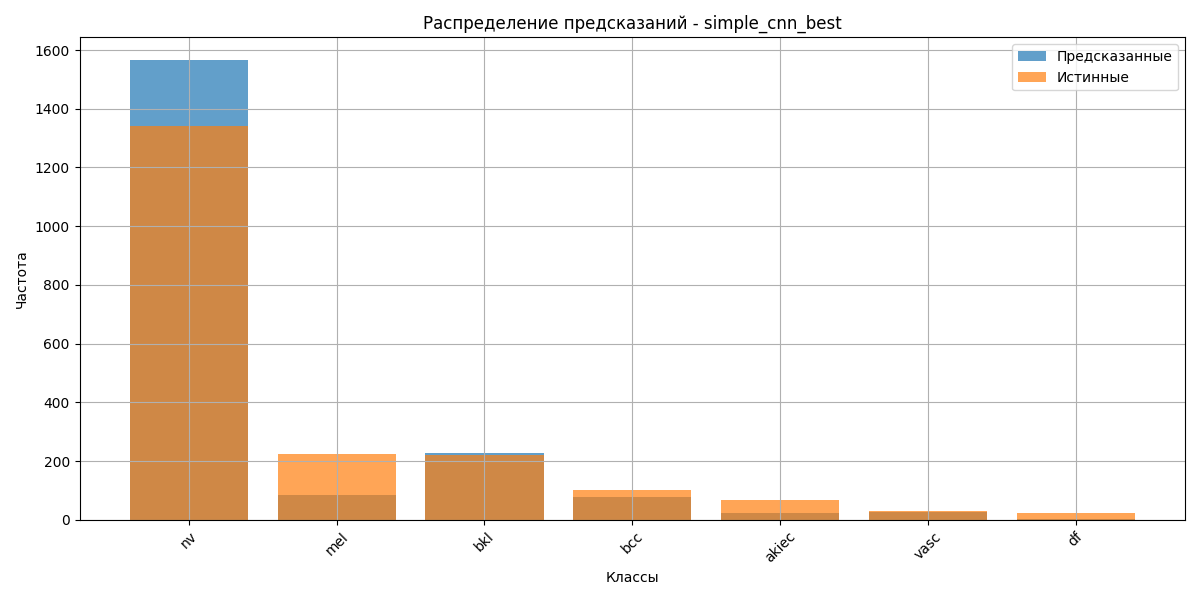 Распределение предсказаний - simple_cnn_best
Предсказанные
Истинные
1600
1400
1200
1000
800
600
400
200
0
Частота
nv
mel
bkl
bcc
akiec
vasc
df
Классы